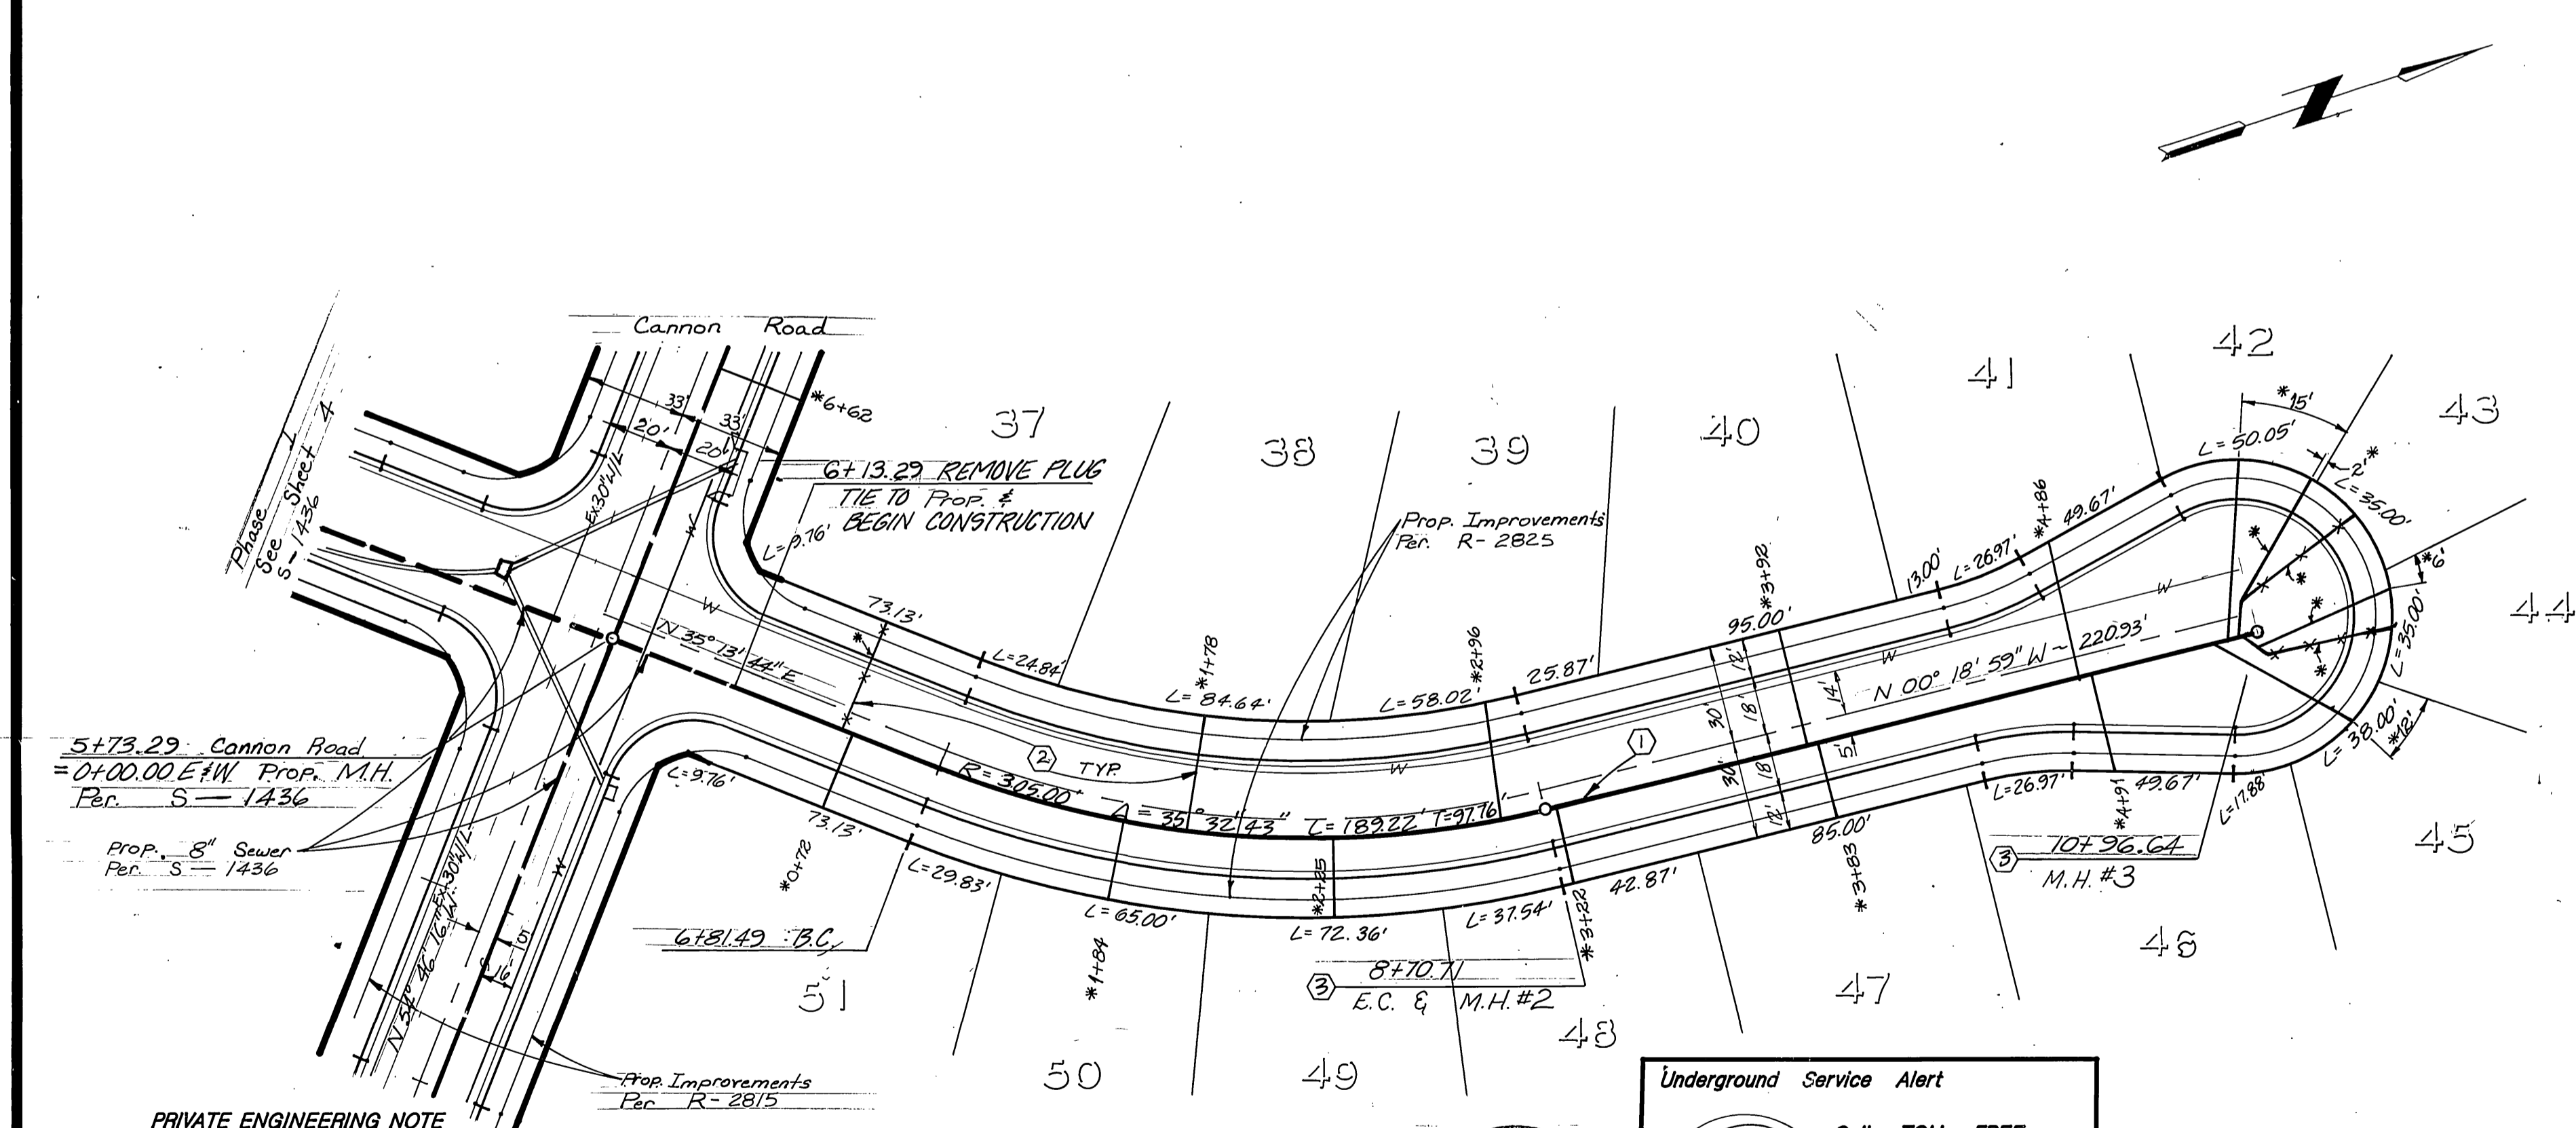 Cannon Road
Phase 1
See Sheet 4
S-1436
33'
33'
20'
20'
*6+62
Ex.30"W/L
6+13.29 REMOVE PLUG
TIE TO Prop. &
BEGIN CONSTRUCTION
L=9.76'
W
W
37
38
39
40
41
42
43
44
45
46
47
48
49
50
51
Prop. Improvements
Per. R-2825
73.13'
L=24.84'
*1+78
L=84.64'
L=58.02'
*2+96
25.87'
95.00'
*3+92
13.00'
L=26.97'
*4+86
49.67'
L=50.05'
*15'
2'*
L=35.00'
*6'
L=35.00'
*12'
L=38.00'
L=17.88'
49.67'
*4+91
L=26.97'
N 35° 13' 44" E
2 TYP.
R=305.00'
Δ=35° 32' 43" L=189.22' T=97.76'
W
1
30'
12'
18'
30'
18'
12'
14'
5'
W
N 00° 18' 59" W ~ 220.93'
W
5+73.29 Cannon Road
=0+00.00 E&W Prop. M.H.
Per. S-1436
Prop. 8" Sewer
Per. S-1436
L=9.76'
73.13'
*0+72
L=29.83'
L=65.00'
*1+84
*2+25
L=72.36'
L=37.54'
*3+22
42.87'
85.00'
*3+83
6+81.49 B.C.
3 8+70.71
E.C. & M.H.#2
3 10+96.64
M.H.#3
N 54° 46' 16" W
Ex.30"W/L
W
5'
16'
Prop. Improvements
Per R-2815
PRIVATE ENGINEERING NOTE
Underground Service Alert